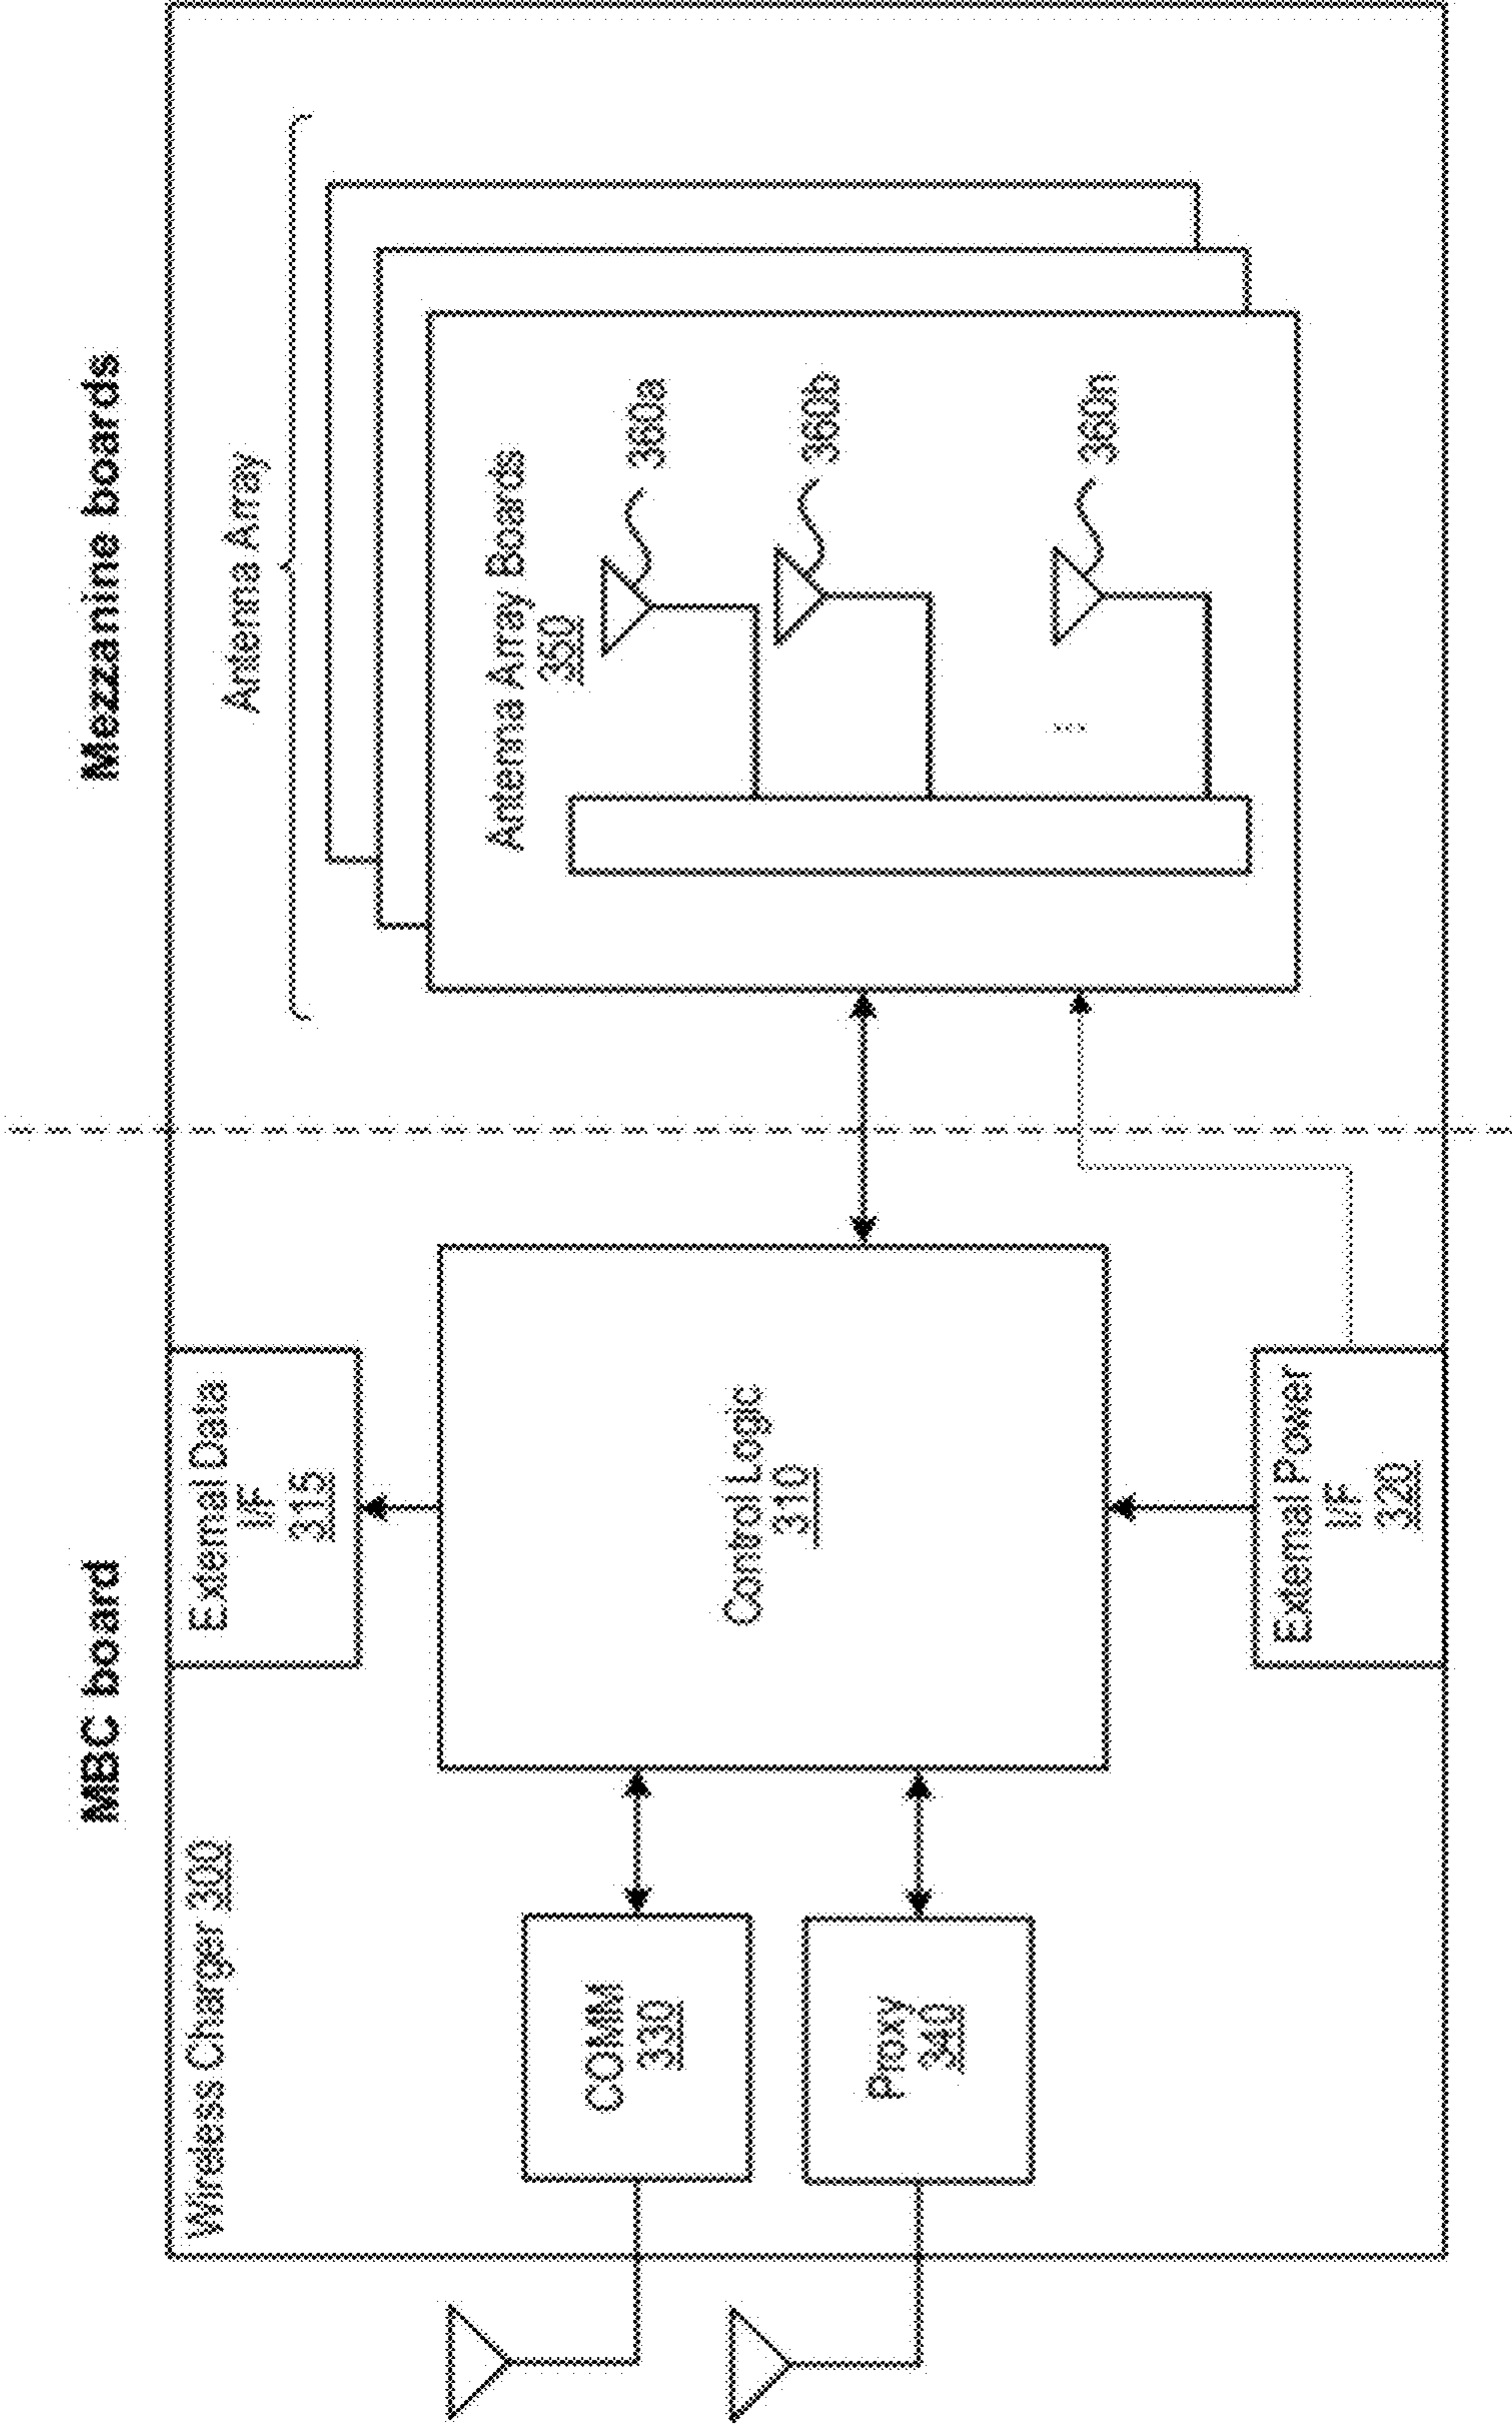 MBC board
Mezzanine boards
Wireless Charger 300
External Data
I/F
315
Antenna Array
Antenna Array Boards
350
360a
360b
...
360n
COMM
330
Control Logic
310
Proxy
340
External Power
I/F
320